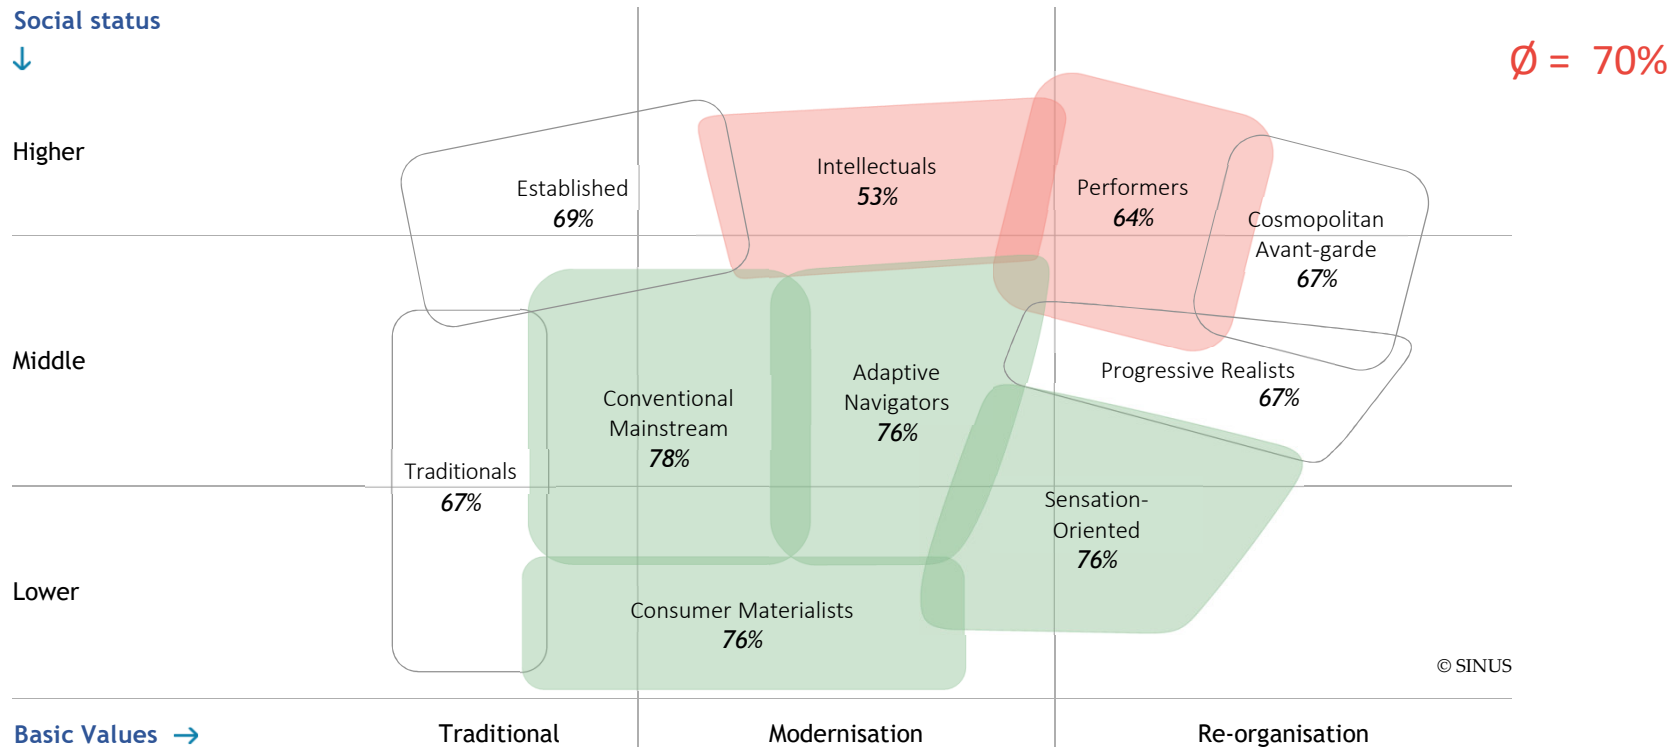 Social status
↓
Ø = 70%
Higher
Established
69%
Intellectuals
53%
Performers
64%
Cosmopolitan
Avant-garde
67%
Middle
Conventional
Mainstream
78%
Adaptive
Navigators
76%
Progressive Realists
67%
Traditionals
67%
Sensation-
Oriented
76%
Lower
Consumer Materialists
76%
© SINUS
Basic Values →
Traditional
Modernisation
Re-organisation